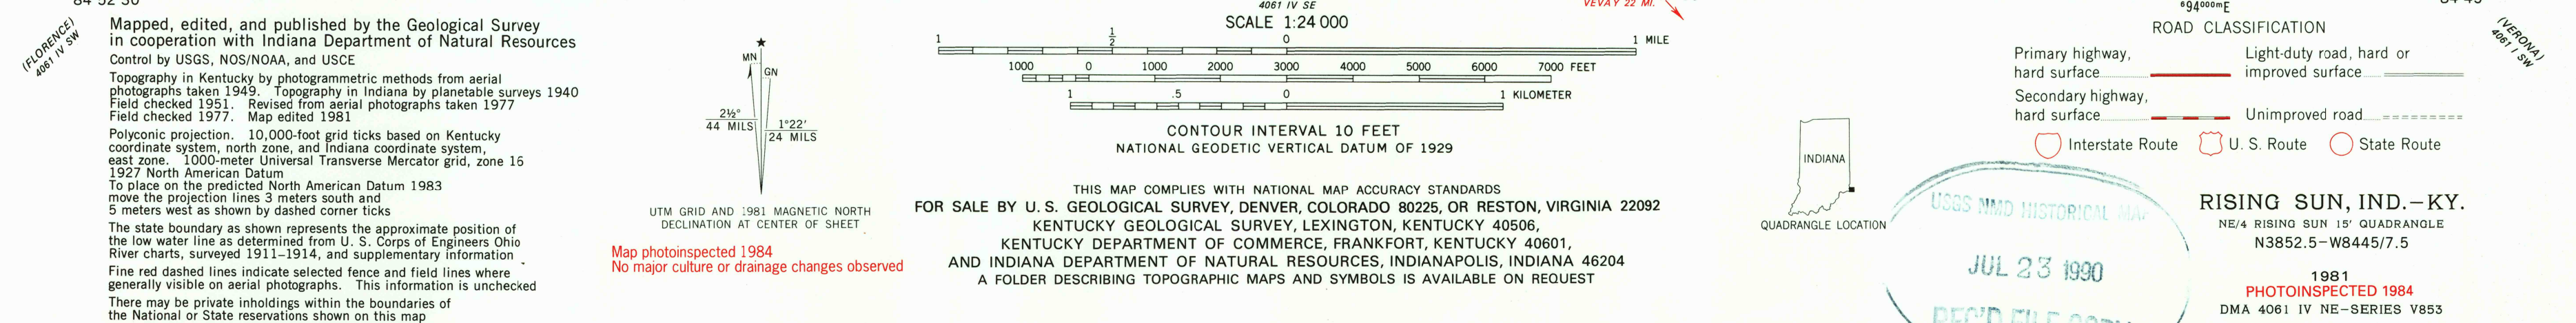 84°52'30"
(FLORENCE)
4061 IV SW
Mapped, edited, and published by the Geological Survey
in cooperation with Indiana Department of Natural Resources
Control by USGS, NOS/NOAA, and USCE
Topography in Kentucky by photogrammetric methods from aerial
photographs taken 1949. Topography in Indiana by planetable surveys 1940
Field checked 1951. Revised from aerial photographs taken 1977
Field checked 1977. Map edited 1981
Polyconic projection. 10,000-foot grid ticks based on Kentucky
coordinate system, north zone, and Indiana coordinate system,
east zone. 1000-meter Universal Transverse Mercator grid, zone 16
1927 North American Datum
To place on the predicted North American Datum 1983
move the projection lines 3 meters south and
5 meters west as shown by dashed corner ticks
The state boundary as shown represents the approximate position of
the low water line as determined from U. S. Corps of Engineers Ohio
River charts, surveyed 1911–1914, and supplementary information
Fine red dashed lines indicate selected fence and field lines where
generally visible on aerial photographs. This information is unchecked
There may be private inholdings within the boundaries of
the National or State reservations shown on this map
★
MN
GN
2½°
44 MILS
1°22′
24 MILS
UTM GRID AND 1981 MAGNETIC NORTH
DECLINATION AT CENTER OF SHEET
Map photoinspected 1984
No major culture or drainage changes observed
4061 IV SE
SCALE 1:24 000
1 ½ 0 1 MILE
1000 0 1000 2000 3000 4000 5000 6000 7000 FEET
1 .5 0 1 KILOMETER
CONTOUR INTERVAL 10 FEET
NATIONAL GEODETIC VERTICAL DATUM OF 1929
THIS MAP COMPLIES WITH NATIONAL MAP ACCURACY STANDARDS
FOR SALE BY U. S. GEOLOGICAL SURVEY, DENVER, COLORADO 80225, OR RESTON, VIRGINIA 22092
KENTUCKY GEOLOGICAL SURVEY, LEXINGTON, KENTUCKY 40506,
KENTUCKY DEPARTMENT OF COMMERCE, FRANKFORT, KENTUCKY 40601,
AND INDIANA DEPARTMENT OF NATURAL RESOURCES, INDIANAPOLIS, INDIANA 46204
A FOLDER DESCRIBING TOPOGRAPHIC MAPS AND SYMBOLS IS AVAILABLE ON REQUEST
VEVAY 22 MI.
INDIANA
QUADRANGLE LOCATION
694000mE
ROAD CLASSIFICATION
Primary highway,
hard surface
Light-duty road, hard or
improved surface
Secondary highway,
hard surface
Unimproved road
Interstate Route
U. S. Route
State Route
(VERONA)
4061 I SW
USGS NMD HISTORICAL MAP
JUL 23 1990
REC'D FILE COPY
RISING SUN, IND.–KY.
NE/4 RISING SUN 15′ QUADRANGLE
N3852.5–W8445/7.5
1981
PHOTOINSPECTED 1984
DMA 4061 IV NE–SERIES V853